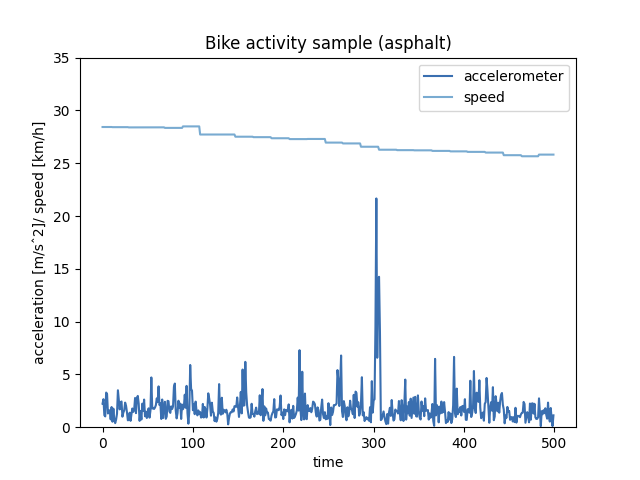 Bike activity sample (asphalt)
accelerometer
speed
35
30
25
20
15
10
5
0
acceleration [m/sˆ2]/ speed [km/h]
0 100 200 300 400 500
time